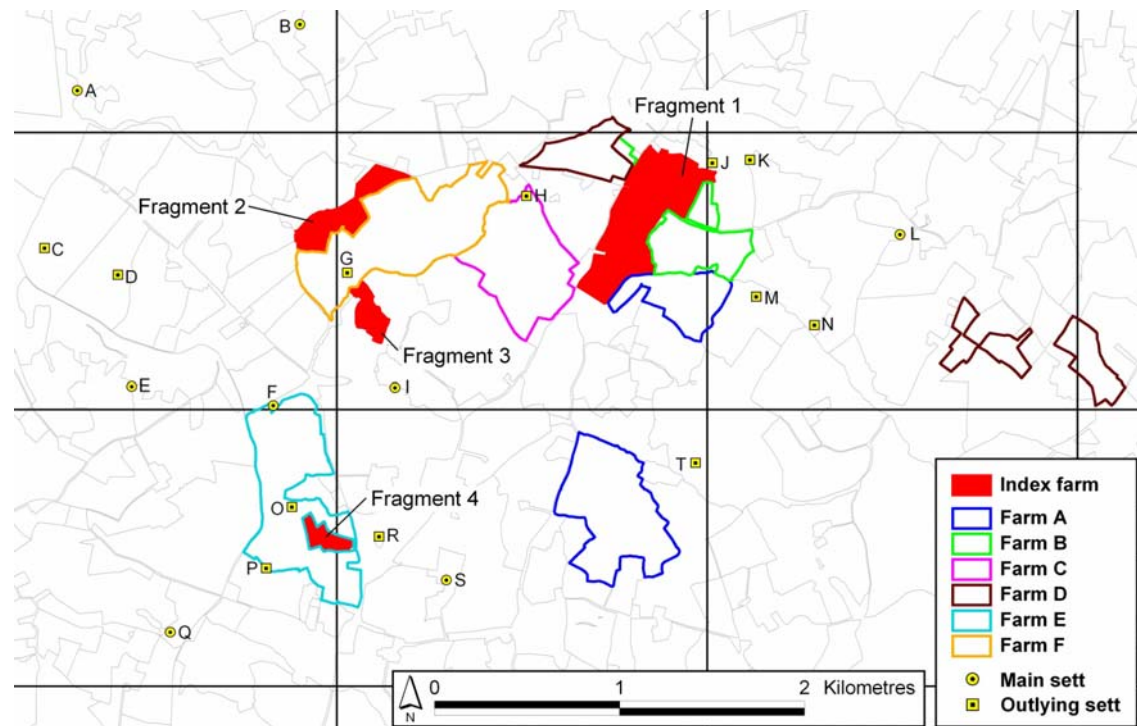 B
A
Fragment 1
J
K
H
Fragment 2
C
L
G
D
M
N
Fragment 3
E
I
F
T
Fragment 4
O
R
P
S
Q
Index farm
Farm A
Farm B
Farm C
Farm D
Farm E
Farm F
Main sett
Outlying sett
N
0 1 2 Kilometres